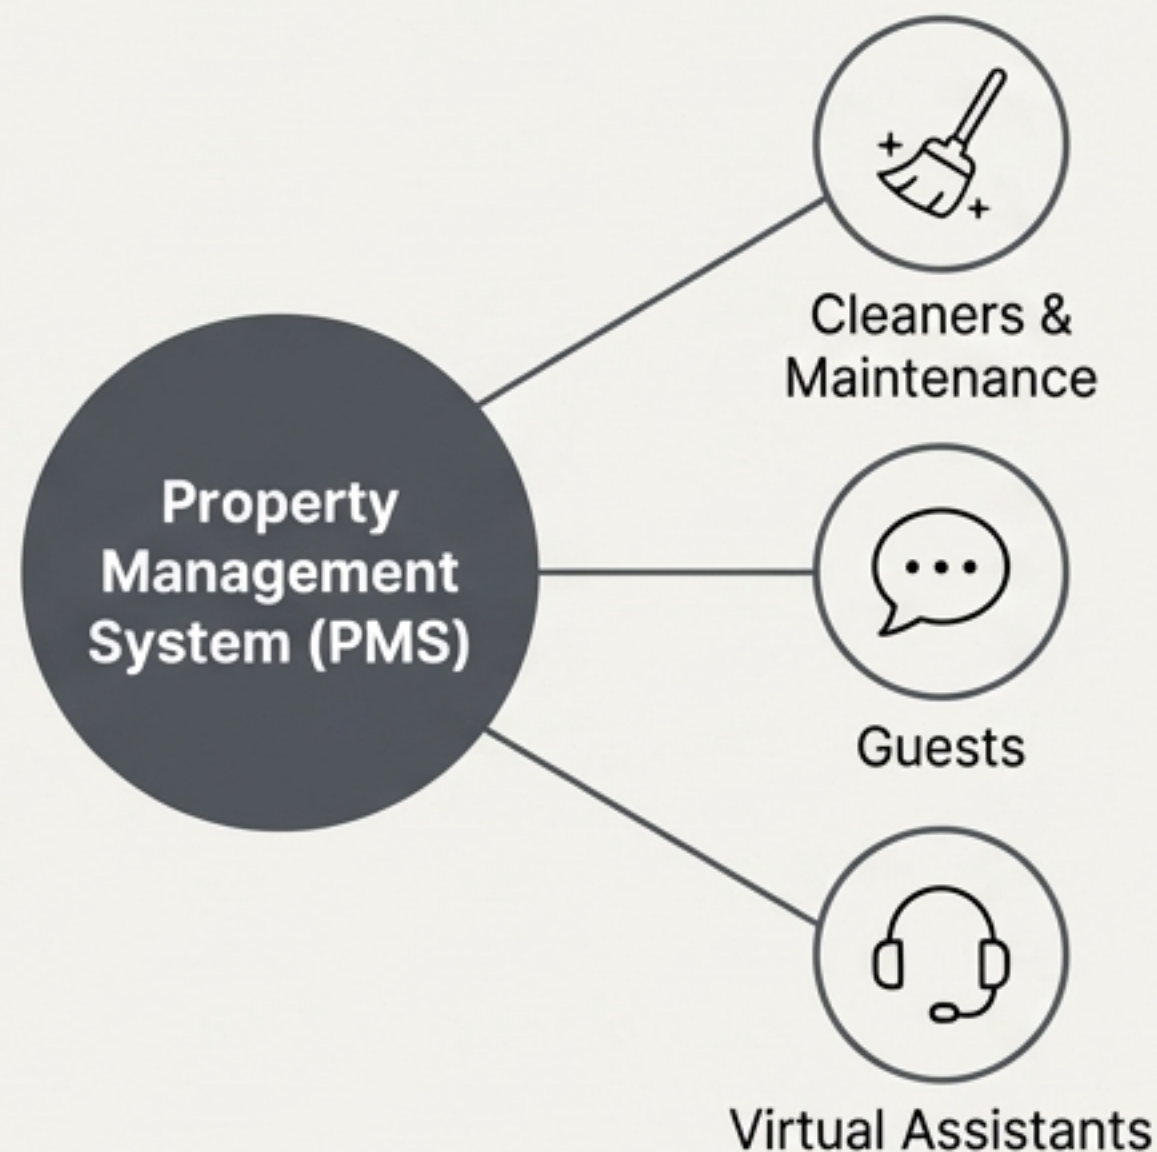 Property
Management
System (PMS)
Cleaners &
Maintenance
Guests
Virtual Assistants